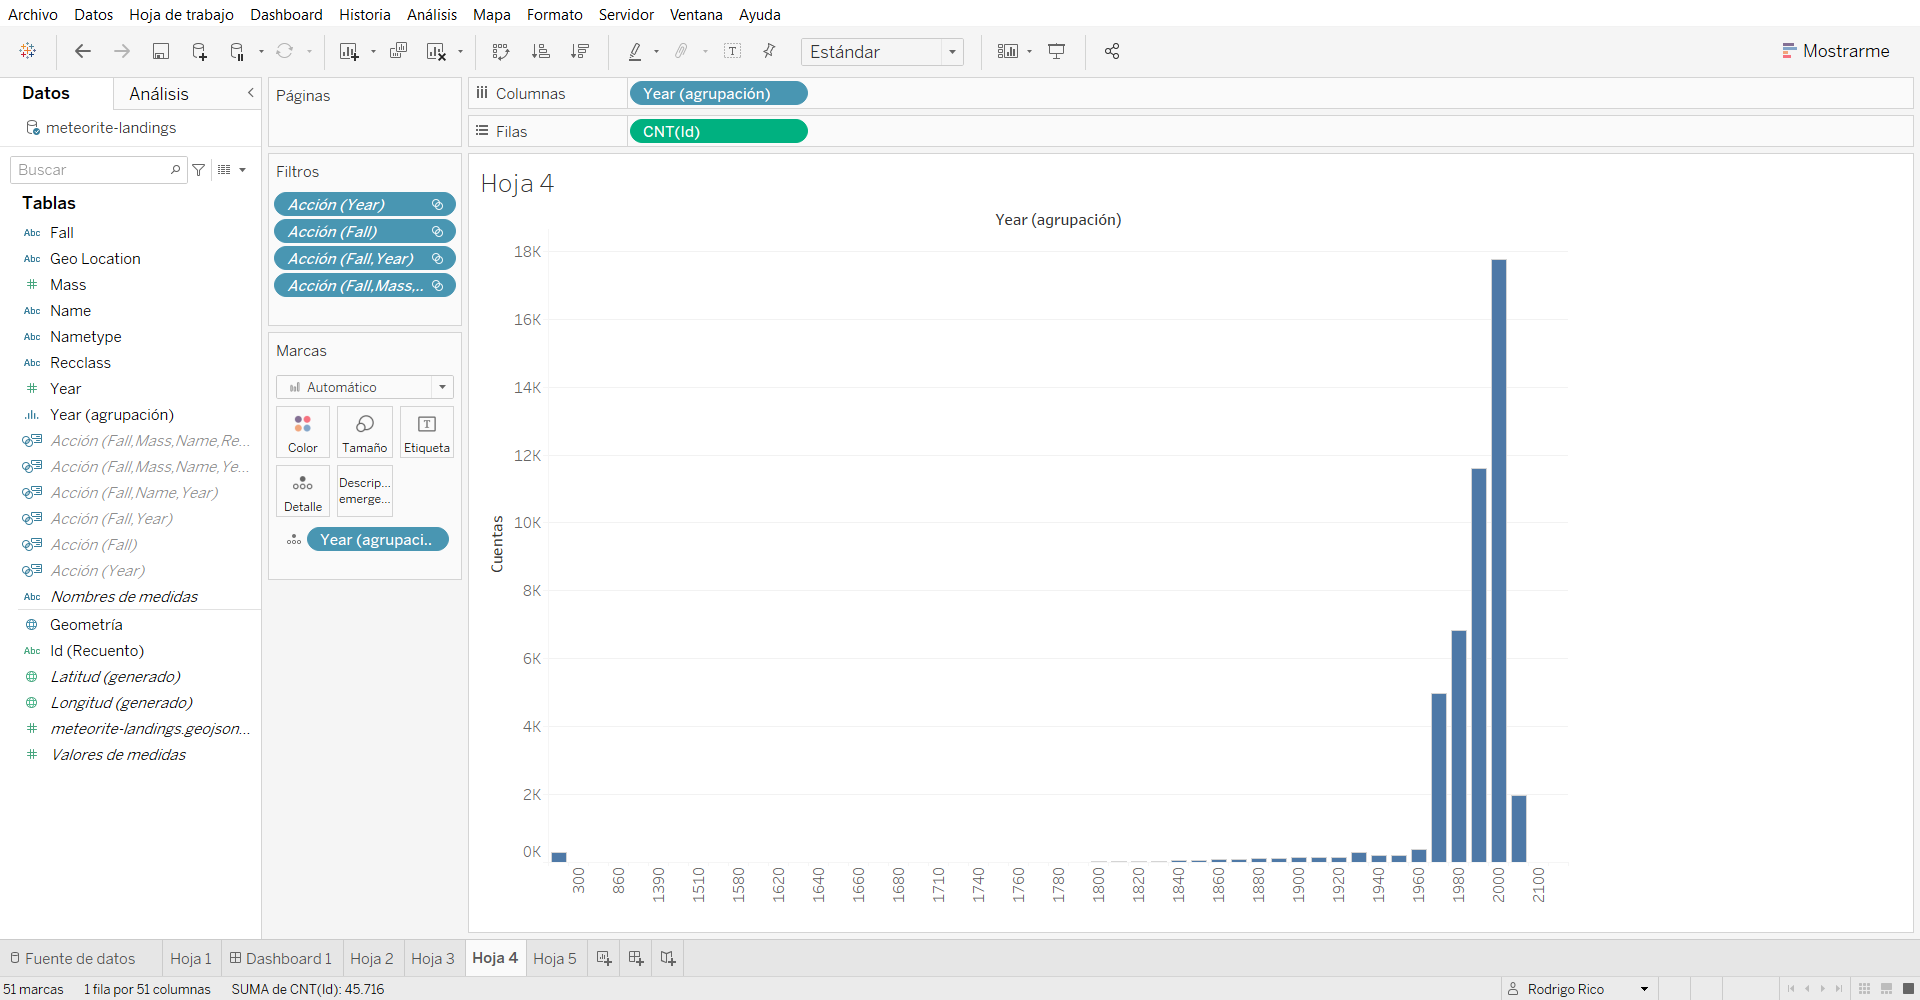 Archivo Datos Hoja de trabajo Dashboard Historia Análisis Mapa Formato Servidor Ventana Ayuda
Estándar
Mostrarme
Datos
Análisis
meteorite-landings
Buscar
Tablas
Abc Fall
Abc Geo Location
# Mass
Abc Name
Abc Nametype
Abc Recclass
# Year
Year (agrupación)
Acción (Fall,Mass,Name,Re...
Acción (Fall,Mass,Name,Ye...
Acción (Fall,Name,Year)
Acción (Fall,Year)
Acción (Fall)
Acción (Year)
Abc Nombres de medidas
Geometría
Abc Id (Recuento)
Latitud (generado)
Longitud (generado)
# meteorite-landings.geojson...
# Valores de medidas
Páginas
Filtros
Acción (Year)
Acción (Fall)
Acción (Fall,Year)
Acción (Fall,Mass,..
Marcas
Automático
Color
Tamaño
T
Etiqueta
Detalle
Descrip...
emerge...
Year (agrupaci..
Columnas
Year (agrupación)
Filas
CNT(Id)
Hoja 4
Year (agrupación)
Cuentas
18K
16K
14K
12K
10K
8K
6K
4K
2K
0K
300 860 1390 1510 1580 1620 1640 1660 1680 1710 1740 1760 1780 1800 1820 1840 1860 1880 1900 1920 1940 1960 1980 2000 2100
Fuente de datos Hoja 1 Dashboard 1 Hoja 2 Hoja 3 Hoja 4 Hoja 5
51 marcas 1 fila por 51 columnas SUMA de CNT(Id): 45.716
Rodrigo Rico